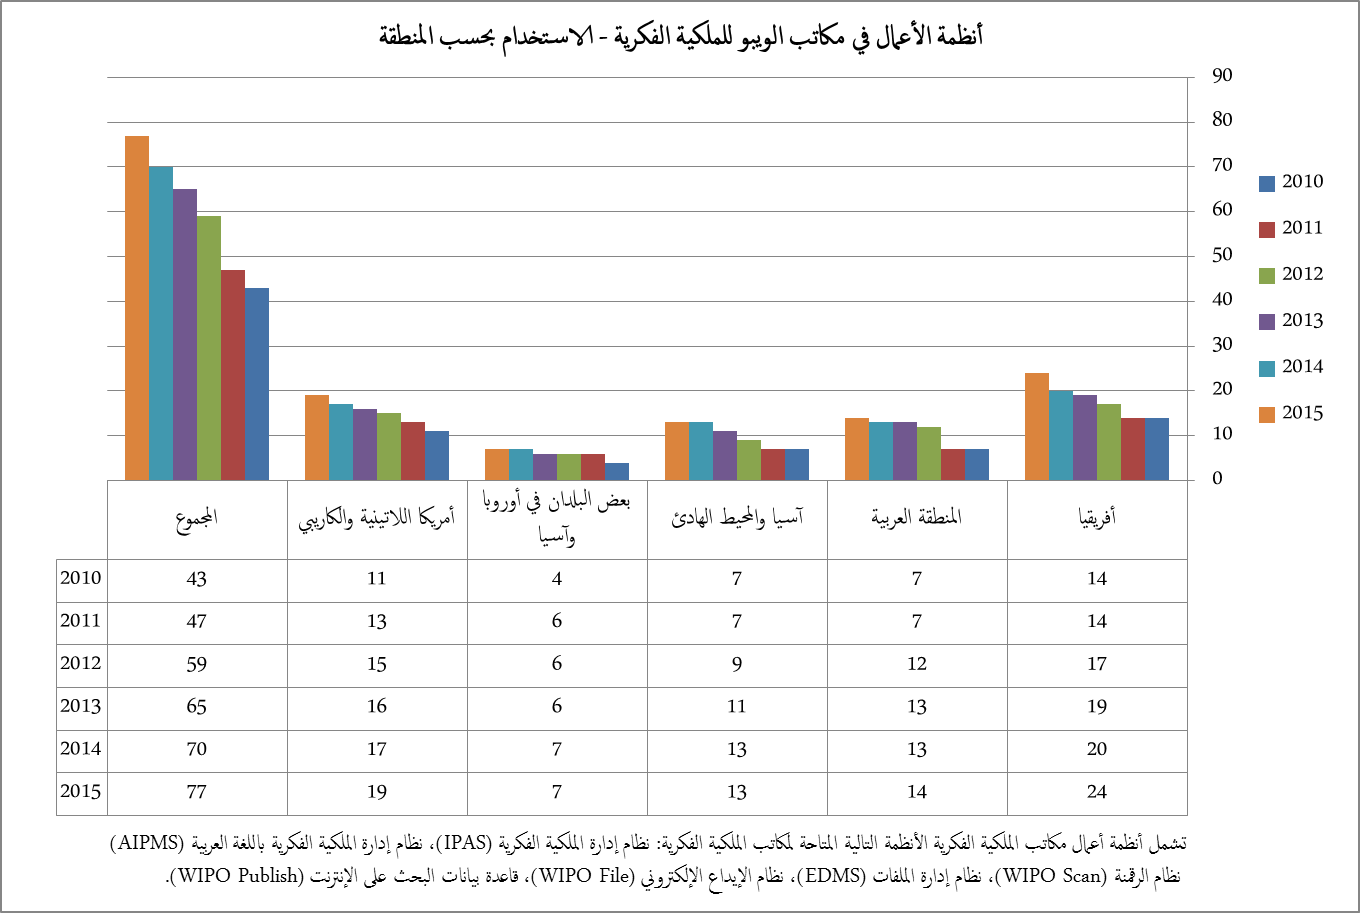 أنظمة الأعمال في مكاتب الويبو للملكية الفكرية - الاستخدام بحسب المنطقة
90
80
70
60
50
40
30
20
10
0
2010
2011
2012
2013
2014
2015
أفريقيا
المنطقة العربية
آسيا والمحيط الهادئ
بعض البلدان في أوروبا
وآسيا
أمريكا اللاتينية والكاريبي
المجموع
2010 43 11 4 7 7 14
2011 47 13 6 7 7 14
2012 59 15 6 9 12 17
2013 65 16 6 11 13 19
2014 70 17 7 13 13 20
2015 77 19 7 13 14 24
تشمل أنظمة أعمال مكاتب الملكية الفكرية الأنظمة التالية المتاحة لمكاتب الملكية الفكرية: نظام إدارة الملكية الفكرية (IPAS)، نظام إدارة الملكية الفكرية باللغة العربية (AIPMS)
نظام الرقمنة (WIPO Scan)، نظام إدارة الملفات (EDMS)، نظام الإيداع الإلكتروني (WIPO File)، قاعدة بيانات البحث على الإنترنت (WIPO Publish).